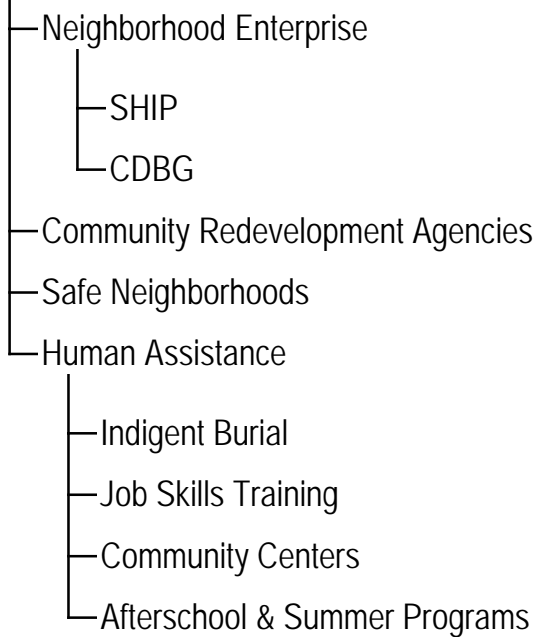 Neighborhood Enterprise
SHIP
CDBG
Community Redevelopment Agencies
Safe Neighborhoods
Human Assistance
Indigent Burial
Job Skills Training
Community Centers
Afterschool & Summer Programs